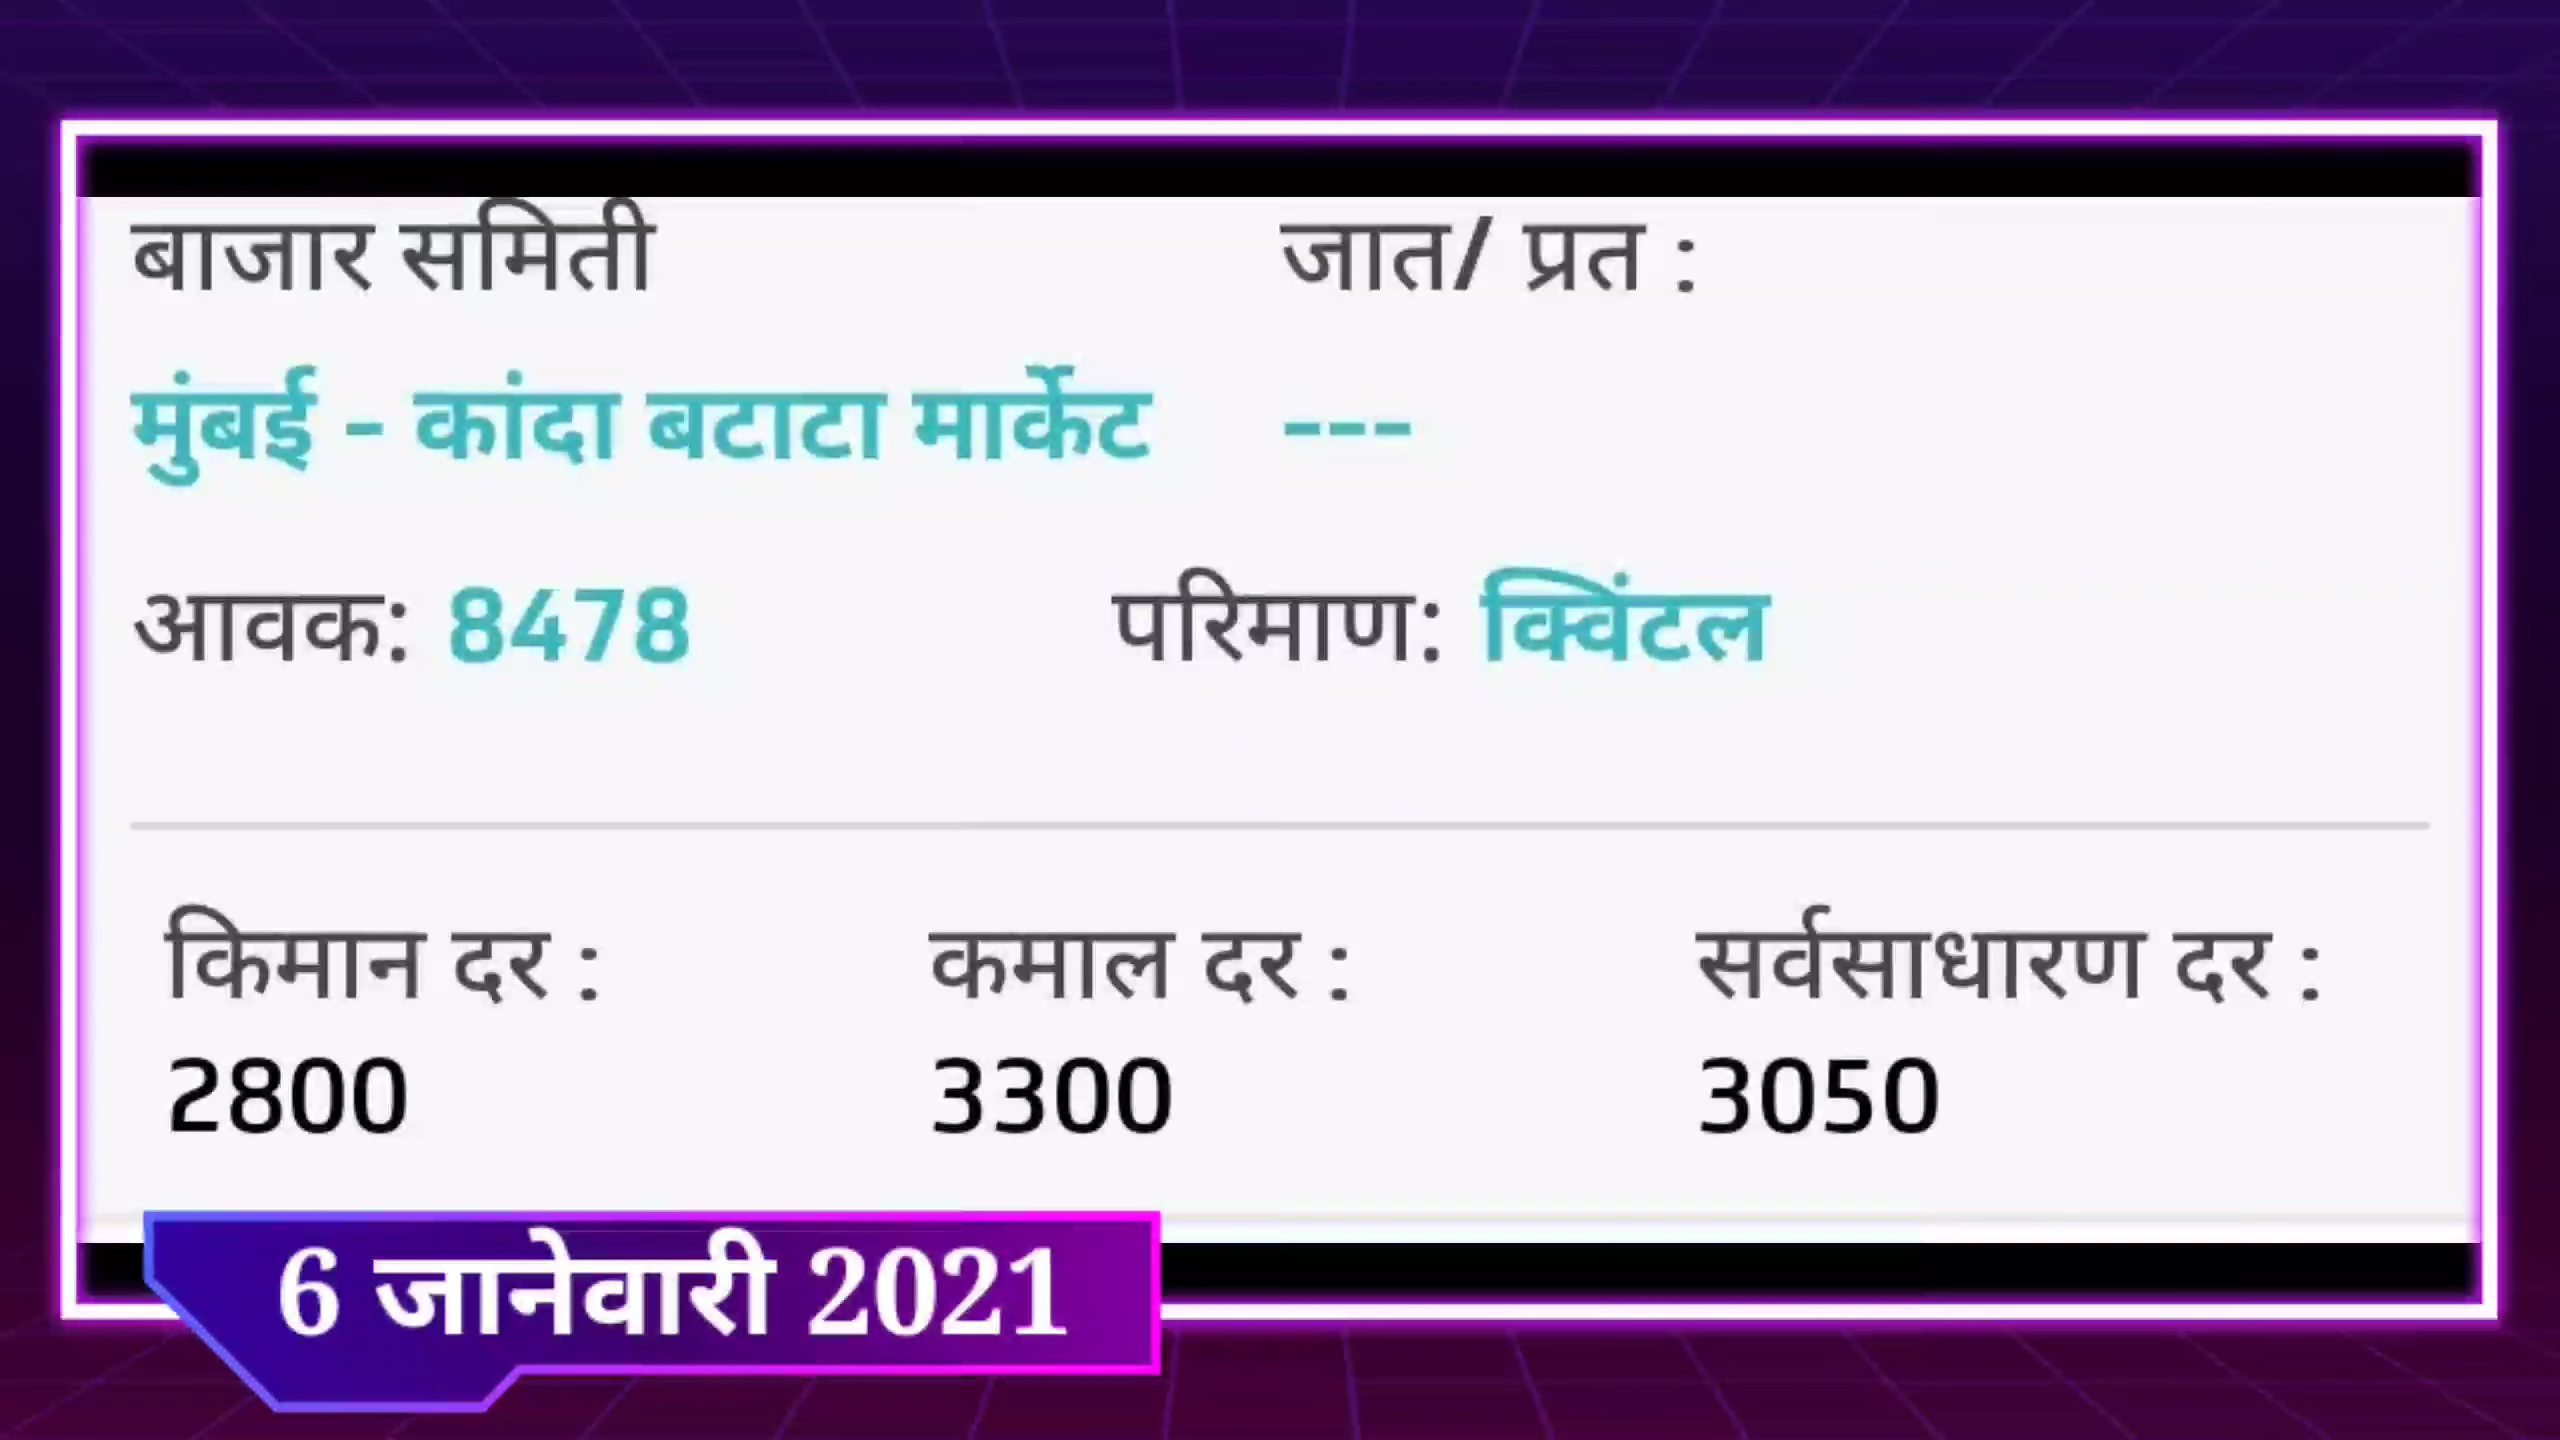 बाजार समिती जात/ प्रत :
मुंबई - कांदा बटाटा मार्केट ---
आवक: 8478 परिमाण: क्विंटल
किमान दर : कमाल दर : सर्वसाधारण दर :
2800 3300 3050
6 जानेवारी 2021